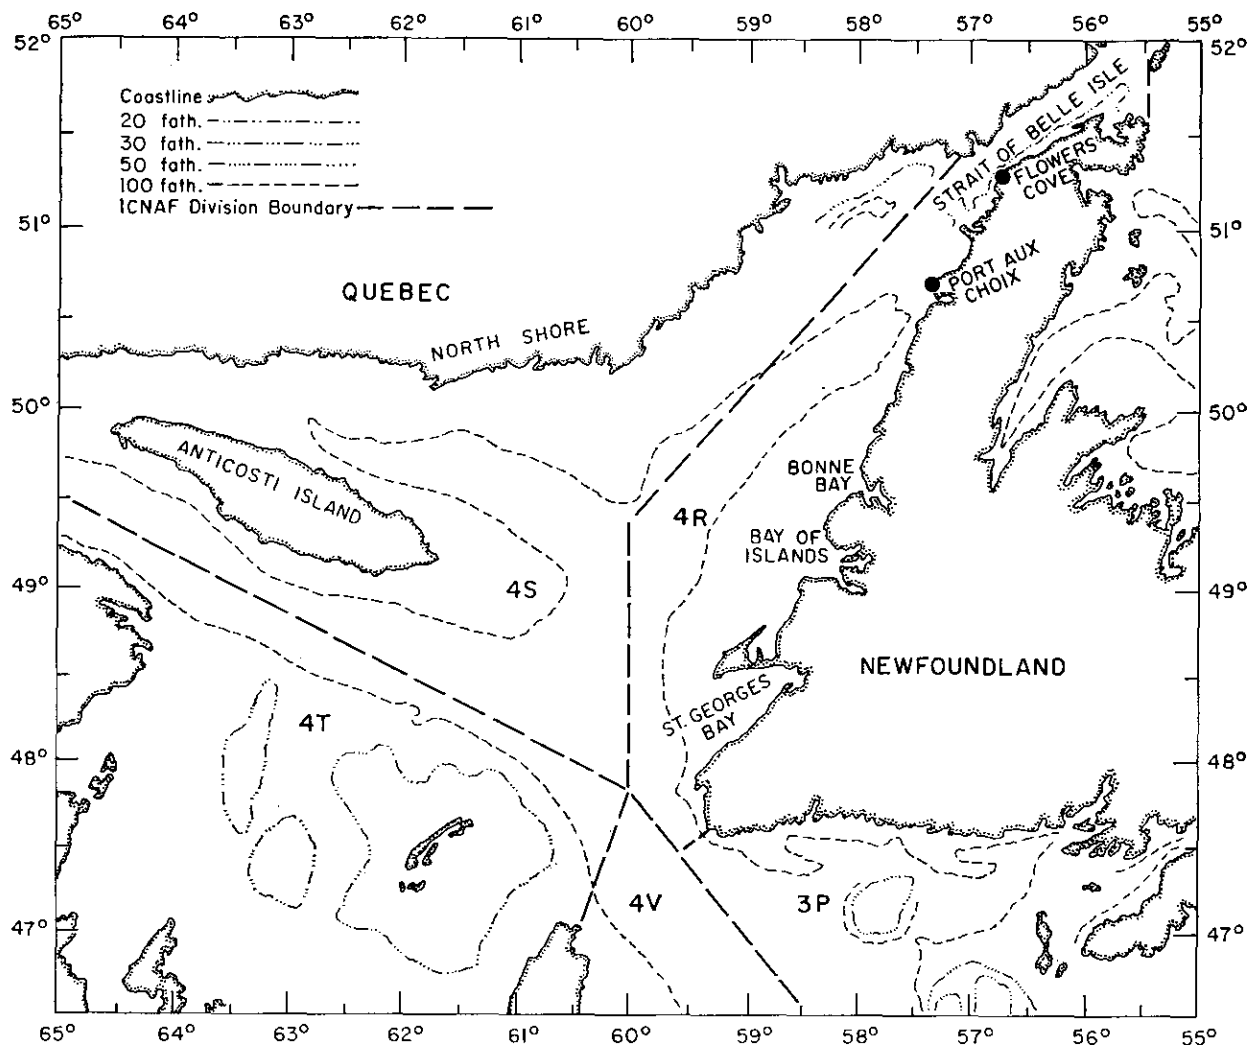 65° 64° 63° 62° 61° 60° 59° 58° 57° 56° 55°
52° 52°
Coastline
20 fath.
30 fath.
50 fath.
100 fath.
ICNAF Division Boundary
STRAIT OF BELLE ISLE
FLOWERS
COVE
51° 51°
PORT AUX
CHOIX
QUEBEC
NORTH SHORE
50° 50°
ANTICOSTI ISLAND
BONNE
BAY
4R
BAY OF
ISLANDS
4S
49° 49°
NEWFOUNDLAND
ST. GEORGES
BAY
4T
48° 48°
4V
3P
47° 47°
65° 64° 63° 62° 61° 60° 59° 58° 57° 56° 55°